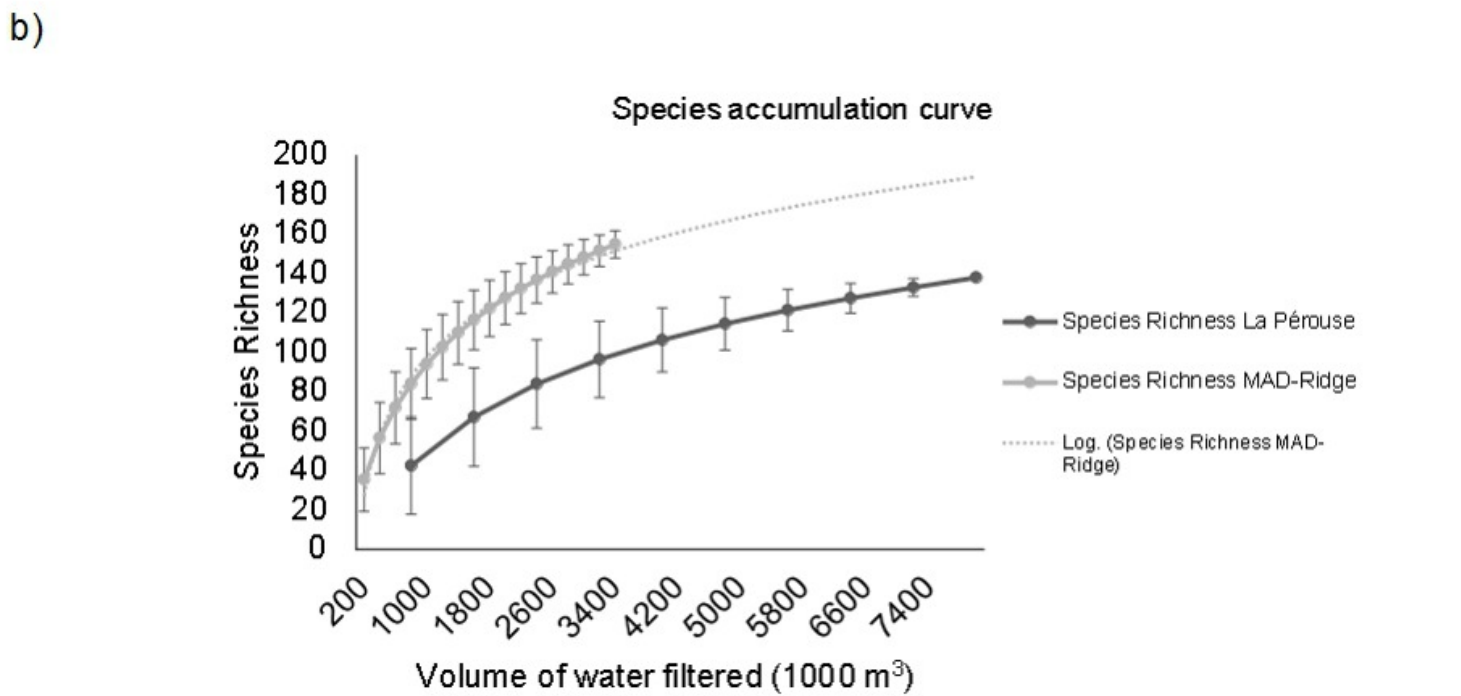 b)
Species accumulation curve
200
180
160
140
120
100
80
60
40
20
0
Species Richness
200 1000 1800 2600 3400 4200 5000 5800 6600 7400
Volume of water filtered (1000 m³)
Species Richness La Pérouse
Species Richness MAD-Ridge
Log. (Species Richness MAD-
Ridge)